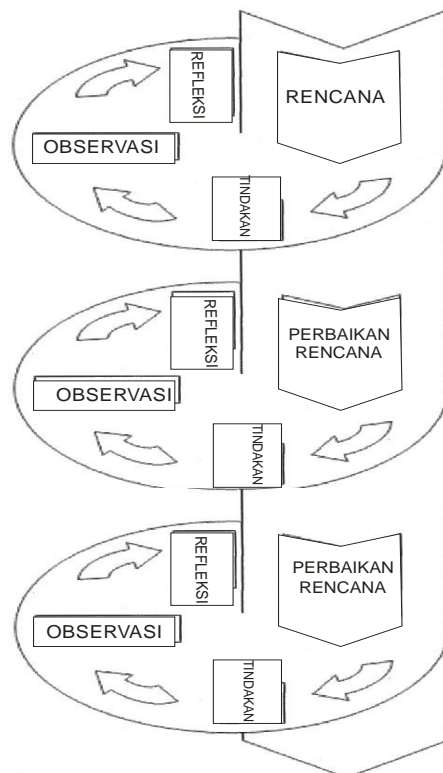 REFLEKSI
RENCANA
OBSERVASI
TINDAKAN
REFLEKSI
PERBAIKAN
RENCANA
OBSERVASI
TINDAKAN
REFLEKSI
PERBAIKAN
RENCANA
OBSERVASI
TINDAKAN